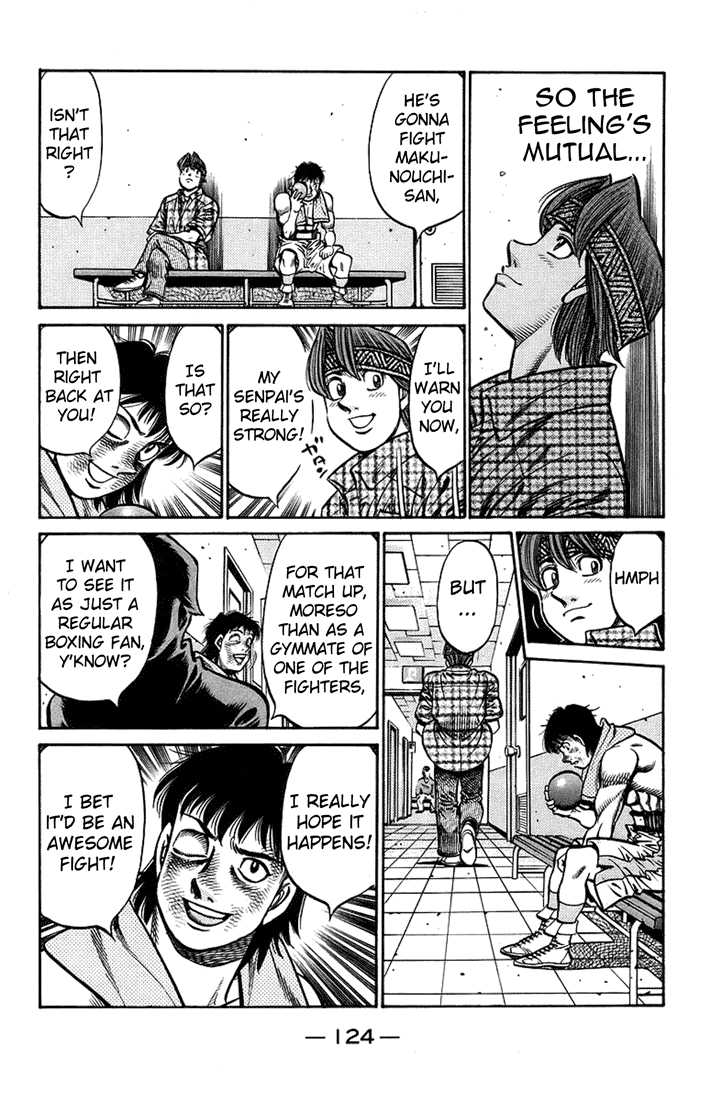 SO THE
FEELING'S
MUTUAL...
HE'S
GONNA
FIGHT
MAKU-
NOUCHI-
SAN,
ISN'T
THAT
RIGHT
?
I'LL
WARN
YOU
NOW,
MY
SENPAI'S
REALLY
STRONG!
ガバッ
IS
THAT
SO?
THEN
RIGHT
BACK AT
YOU!
HMPH
BUT
...
FOR THAT
MATCH UP,
MORESO
THAN AS A
GYMMATE OF
ONE OF THE
FIGHTERS,
I WANT
TO SEE IT
AS JUST A
REGULAR
BOXING FAN,
Y'KNOW?
I REALLY
HOPE IT
HAPPENS!
I BET
IT'D BE AN
AWESOME
FIGHT!
— 124 —